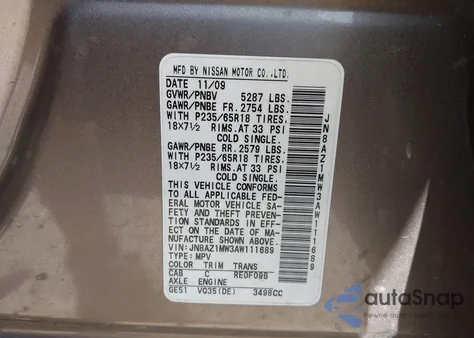 MFD BY NISSAN MOTOR CO.,LTD.
DATE 11/09
GVWR/PNBV 5287 LBS.
GAWR/PNBE FR. 2754 LBS.
WITH P235/65R18 TIRES,
18X7½ RIMS.AT 33 PSI
COLD SINGLE.
GAWR/PNBE RR. 2579 LBS.
WITH P235/65R18 TIRES,
18X7½ RIMS.AT 33 PSI
COLD SINGLE.
THIS VEHICLE CONFORMS
TO ALL APPLICABLE FED-
ERAL MOTOR VEHICLE SA-
FETY AND THEFT PREVEN-
TION STANDARDS IN EFF-
ECT ON THE DATE OF MA-
NUFACTURE SHOWN ABOVE.
JN8AZ1MW3AW111689
TYPE: MPV
COLOR TRIM TRANS
CAB C RE0F09B
AXLE ENGINE
GE51 VQ35(DE) 3498CC
JN8AZ1MW3AW111689
autoSnap